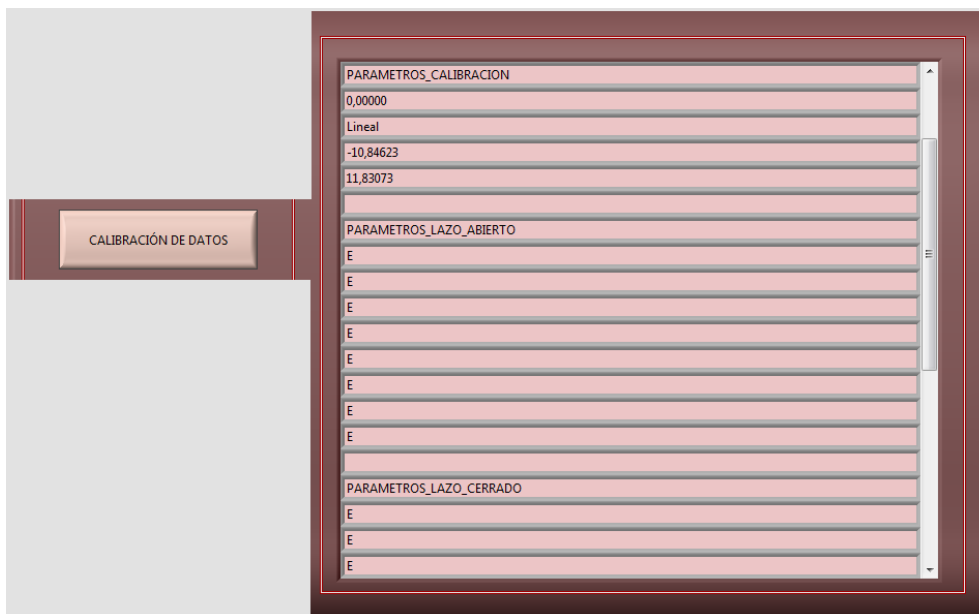 CALIBRACIÓN DE DATOS
PARAMETROS_CALIBRACION
0,00000
Lineal
-10,84623
11,83073
PARAMETROS_LAZO_ABIERTO
E
E
E
E
E
E
E
E
PARAMETROS_LAZO_CERRADO
E
E
E